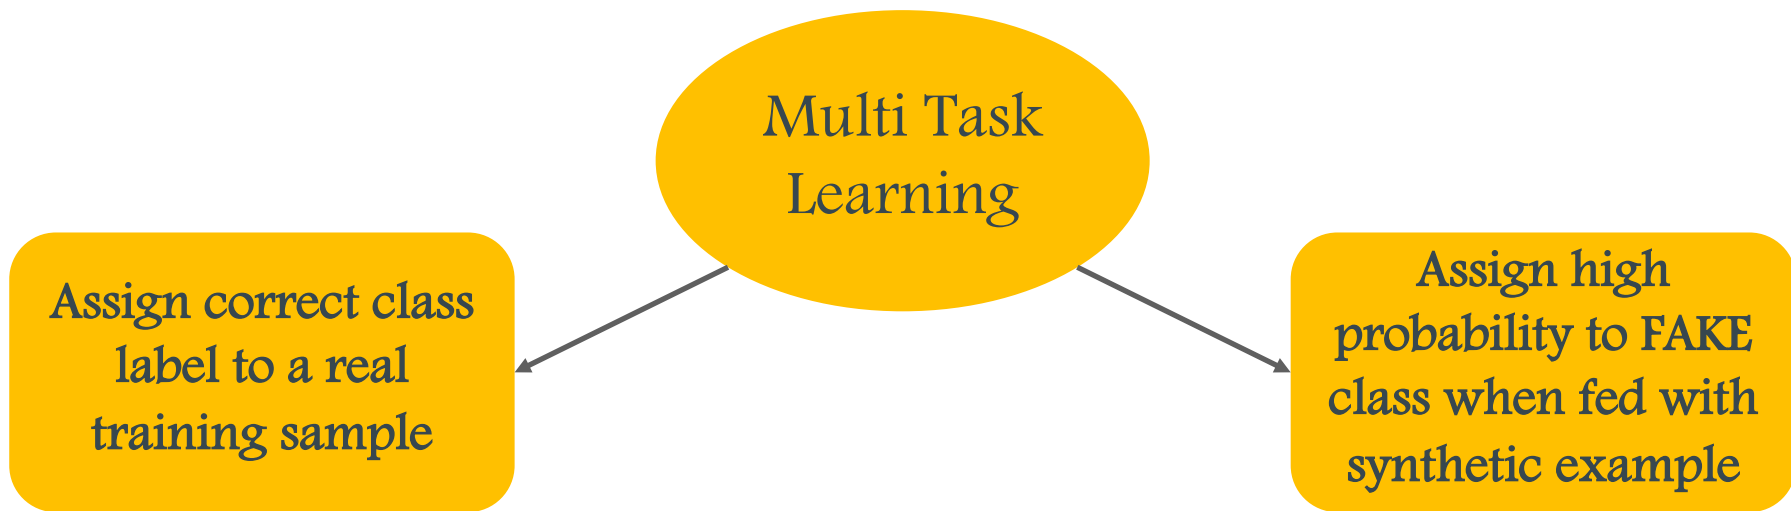 Multi Task
Learning
Assign correct class
label to a real
training sample
Assign high
probability to FAKE
class when fed with
synthetic example